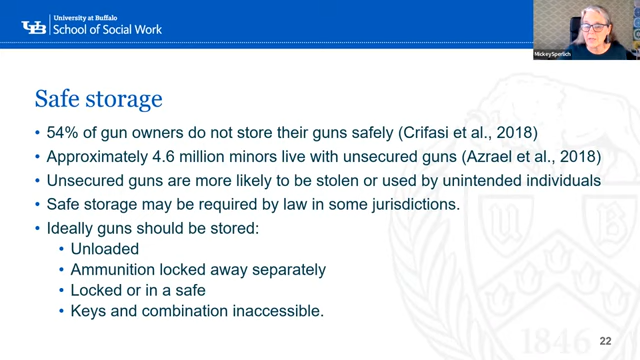 University at Buffalo
School of Social Work
Mickey Sperlich
Safe storage
• 54% of gun owners do not store their guns safely (Crifasi et al., 2018)
• Approximately 4.6 million minors live with unsecured guns (Azrael et al., 2018)
• Unsecured guns are more likely to be stolen or used by unintended individuals
• Safe storage may be required by law in some jurisdictions.
• Ideally guns should be stored:
• Unloaded
• Ammunition locked away separately
• Locked or in a safe
• Keys and combination inaccessible.
U B
1846
22